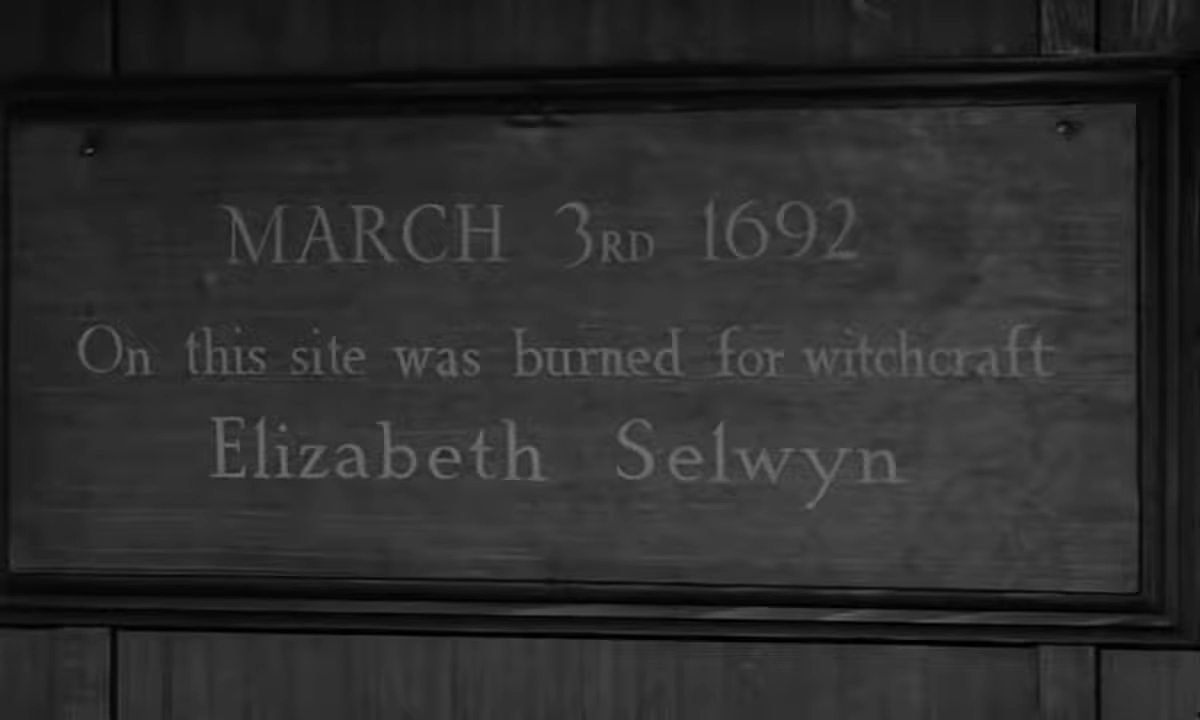 MARCH 3RD 1692
On this site was burned for witchcraft
Elizabeth Selwyn